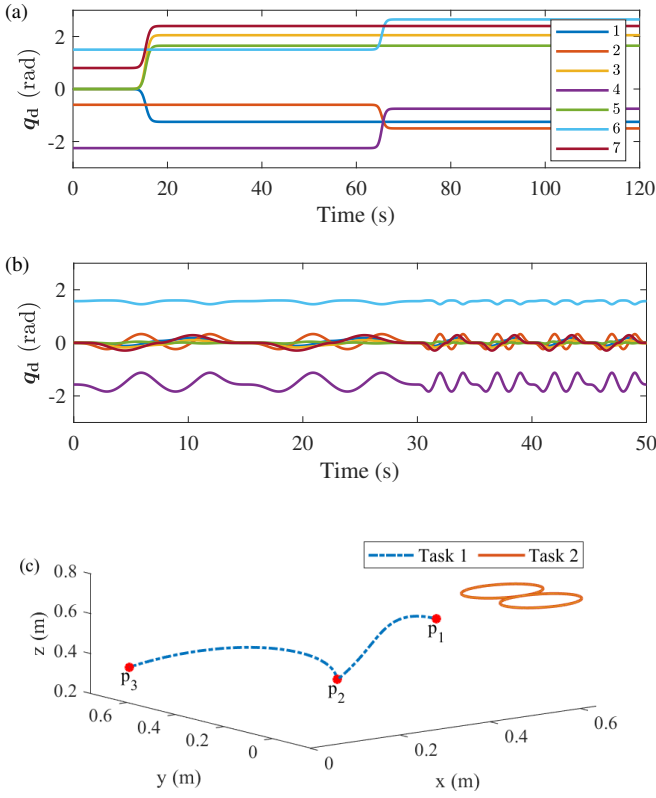 (a)
2
0
-2
q_d (rad)
1
2
3
4
5
6
7
0 20 40 60 80 100 120
Time (s)
(b)
2
0
-2
q_d (rad)
0 10 20 30 40 50
Time (s)
(c)
Task 1 Task 2
0.8
0.6
0.4
0.2
z (m)
p_1
p_2
p_3
0.6 0.4 0.2 0
y (m)
0 0.2 0.4 0.6
x (m)